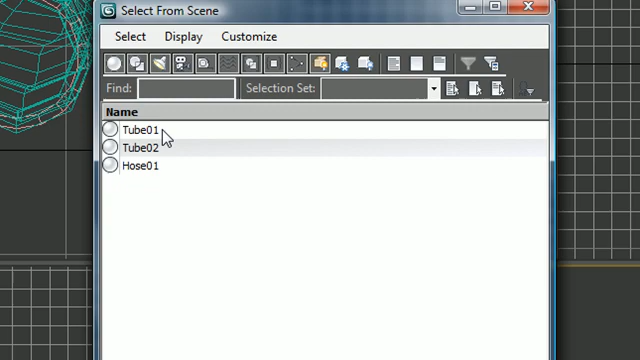 Select From Scene
Select Display Customize
Find: Selection Set:
Name
Tube01
Tube02
Hose01